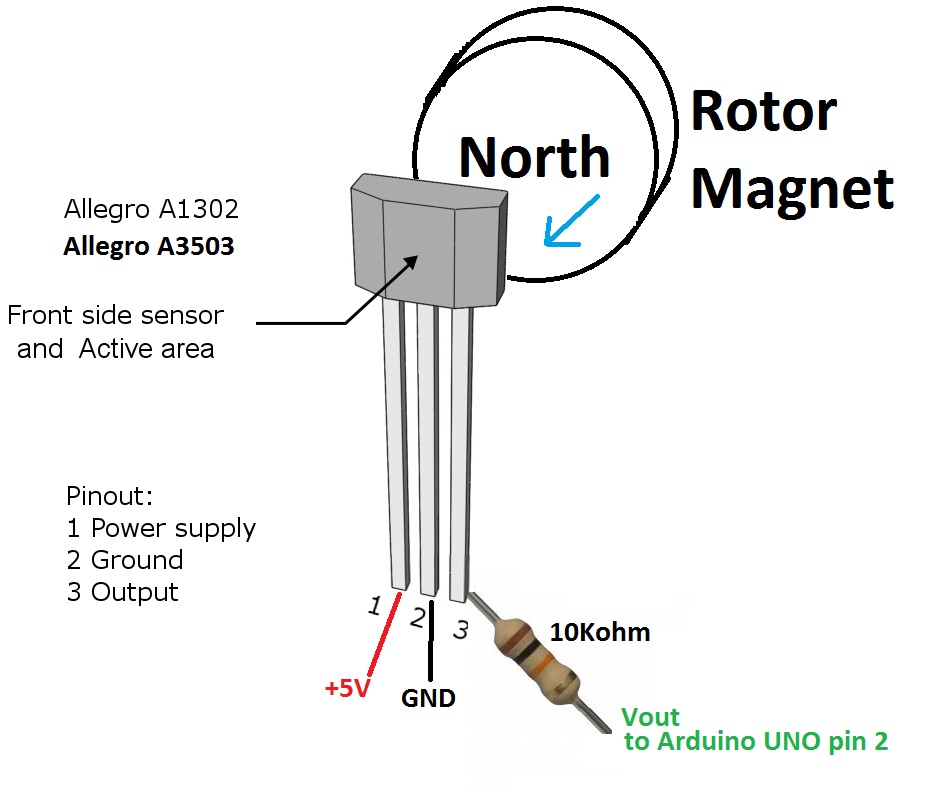 Rotor
Magnet
North
Allegro A1302
Allegro A3503
Front side sensor
and Active area
Pinout:
1 Power supply
2 Ground
3 Output
1
2
3
10Kohm
+5V
GND
Vout
to Arduino UNO pin 2